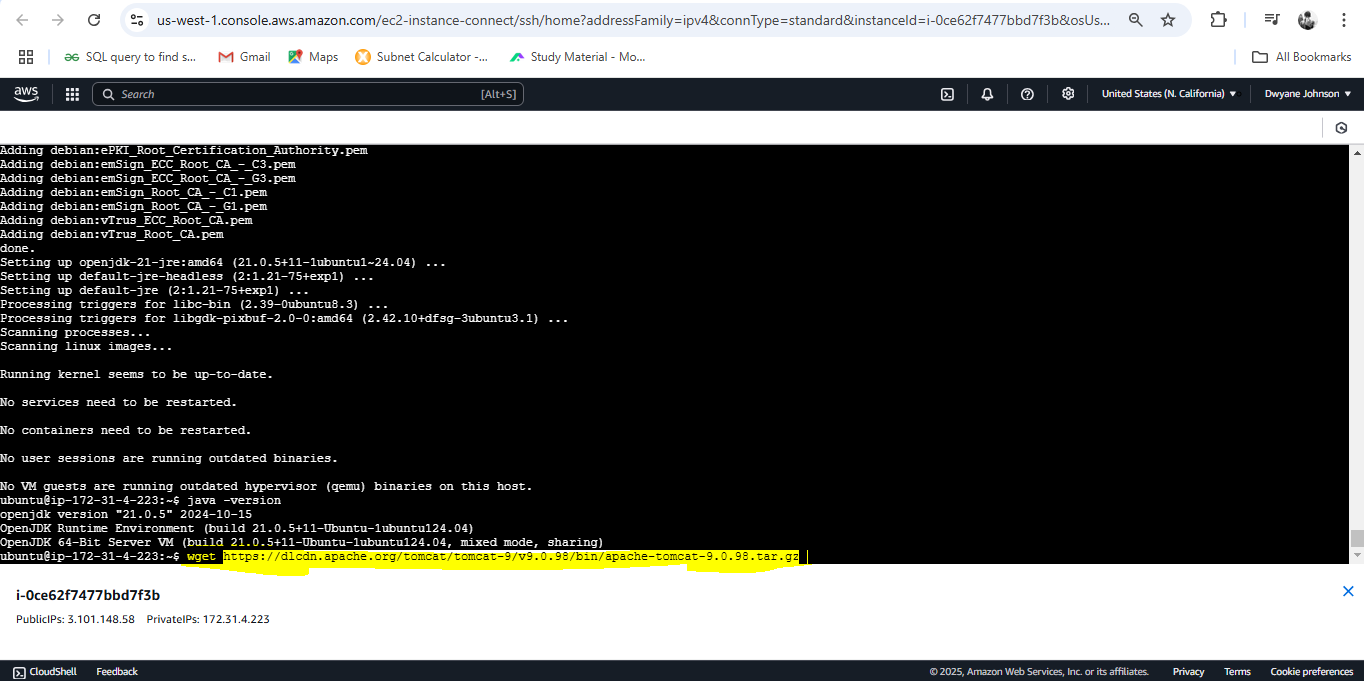 us-west-1.console.aws.amazon.com/ec2-instance-connect/ssh/home?addressFamily=ipv4&connType=standard&instanceId=i-0ce62f7477bbd7f3b&osUs...
SQL query to find s... Gmail Maps Subnet Calculator -... Study Material - Mo... All Bookmarks
aws Search [Alt+S] United States (N. California) Dwyane Johnson
Adding debian:ePKI_Root_Certification_Authority.pem
Adding debian:emSign_ECC_Root_CA_-_C3.pem
Adding debian:emSign_ECC_Root_CA_-_G3.pem
Adding debian:emSign_Root_CA_-_C1.pem
Adding debian:emSign_Root_CA_-_G1.pem
Adding debian:vTrus_ECC_Root_CA.pem
Adding debian:vTrus_Root_CA.pem
done.
Setting up openjdk-21-jre:amd64 (21.0.5+11-1ubuntu1~24.04) ...
Setting up default-jre-headless (2:1.21-75+exp1) ...
Setting up default-jre (2:1.21-75+exp1) ...
Processing triggers for libc-bin (2.39-0ubuntu8.3) ...
Processing triggers for libgdk-pixbuf-2.0-0:amd64 (2.42.10+dfsg-3ubuntu3.1) ...
Scanning processes...
Scanning linux images...
Running kernel seems to be up-to-date.
No services need to be restarted.
No containers need to be restarted.
No user sessions are running outdated binaries.
No VM guests are running outdated hypervisor (qemu) binaries on this host.
ubuntu@ip-172-31-4-223:~$ java -version
openjdk version "21.0.5" 2024-10-15
OpenJDK Runtime Environment (build 21.0.5+11-Ubuntu-1ubuntu124.04)
OpenJDK 64-Bit Server VM (build 21.0.5+11-Ubuntu-1ubuntu124.04, mixed mode, sharing)
ubuntu@ip-172-31-4-223:~$ wget https://dlcdn.apache.org/tomcat/tomcat-9/v9.0.98/bin/apache-tomcat-9.0.98.tar.gz
i-0ce62f7477bbd7f3b
PublicIPs: 3.101.148.58 PrivateIPs: 172.31.4.223
CloudShell Feedback © 2025, Amazon Web Services, Inc. or its affiliates. Privacy Terms Cookie preferences